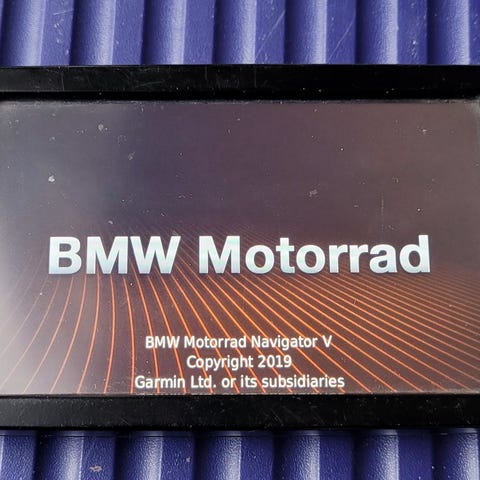 BMW Motorrad
BMW Motorrad Navigator V
Copyright 2019
Garmin Ltd. or its subsidiaries